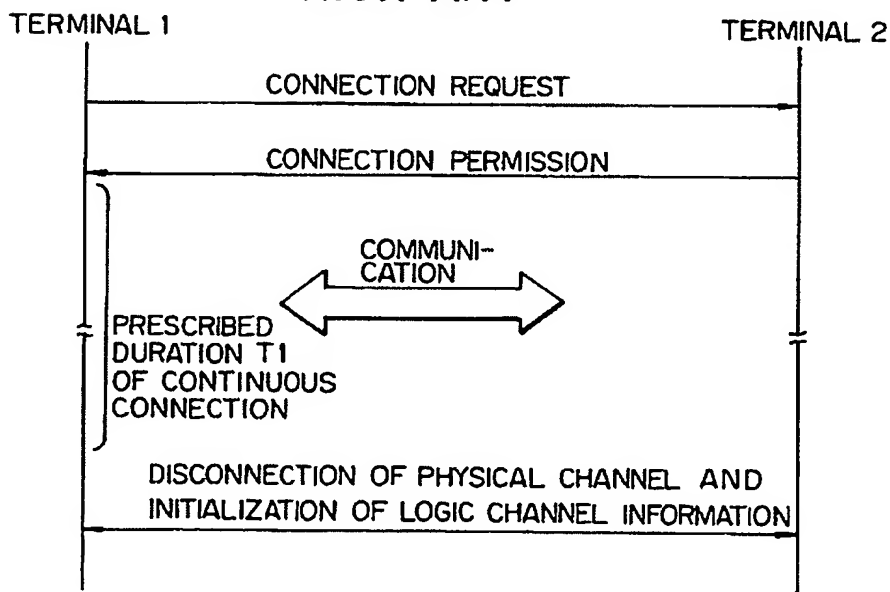 TERMINAL 1
TERMINAL 2
CONNECTION REQUEST
CONNECTION PERMISSION
COMMUNI-
CATION
PRESCRIBED
DURATION T1
OF CONTINUOUS
CONNECTION
DISCONNECTION OF PHYSICAL CHANNEL AND
INITIALIZATION OF LOGIC CHANNEL INFORMATION